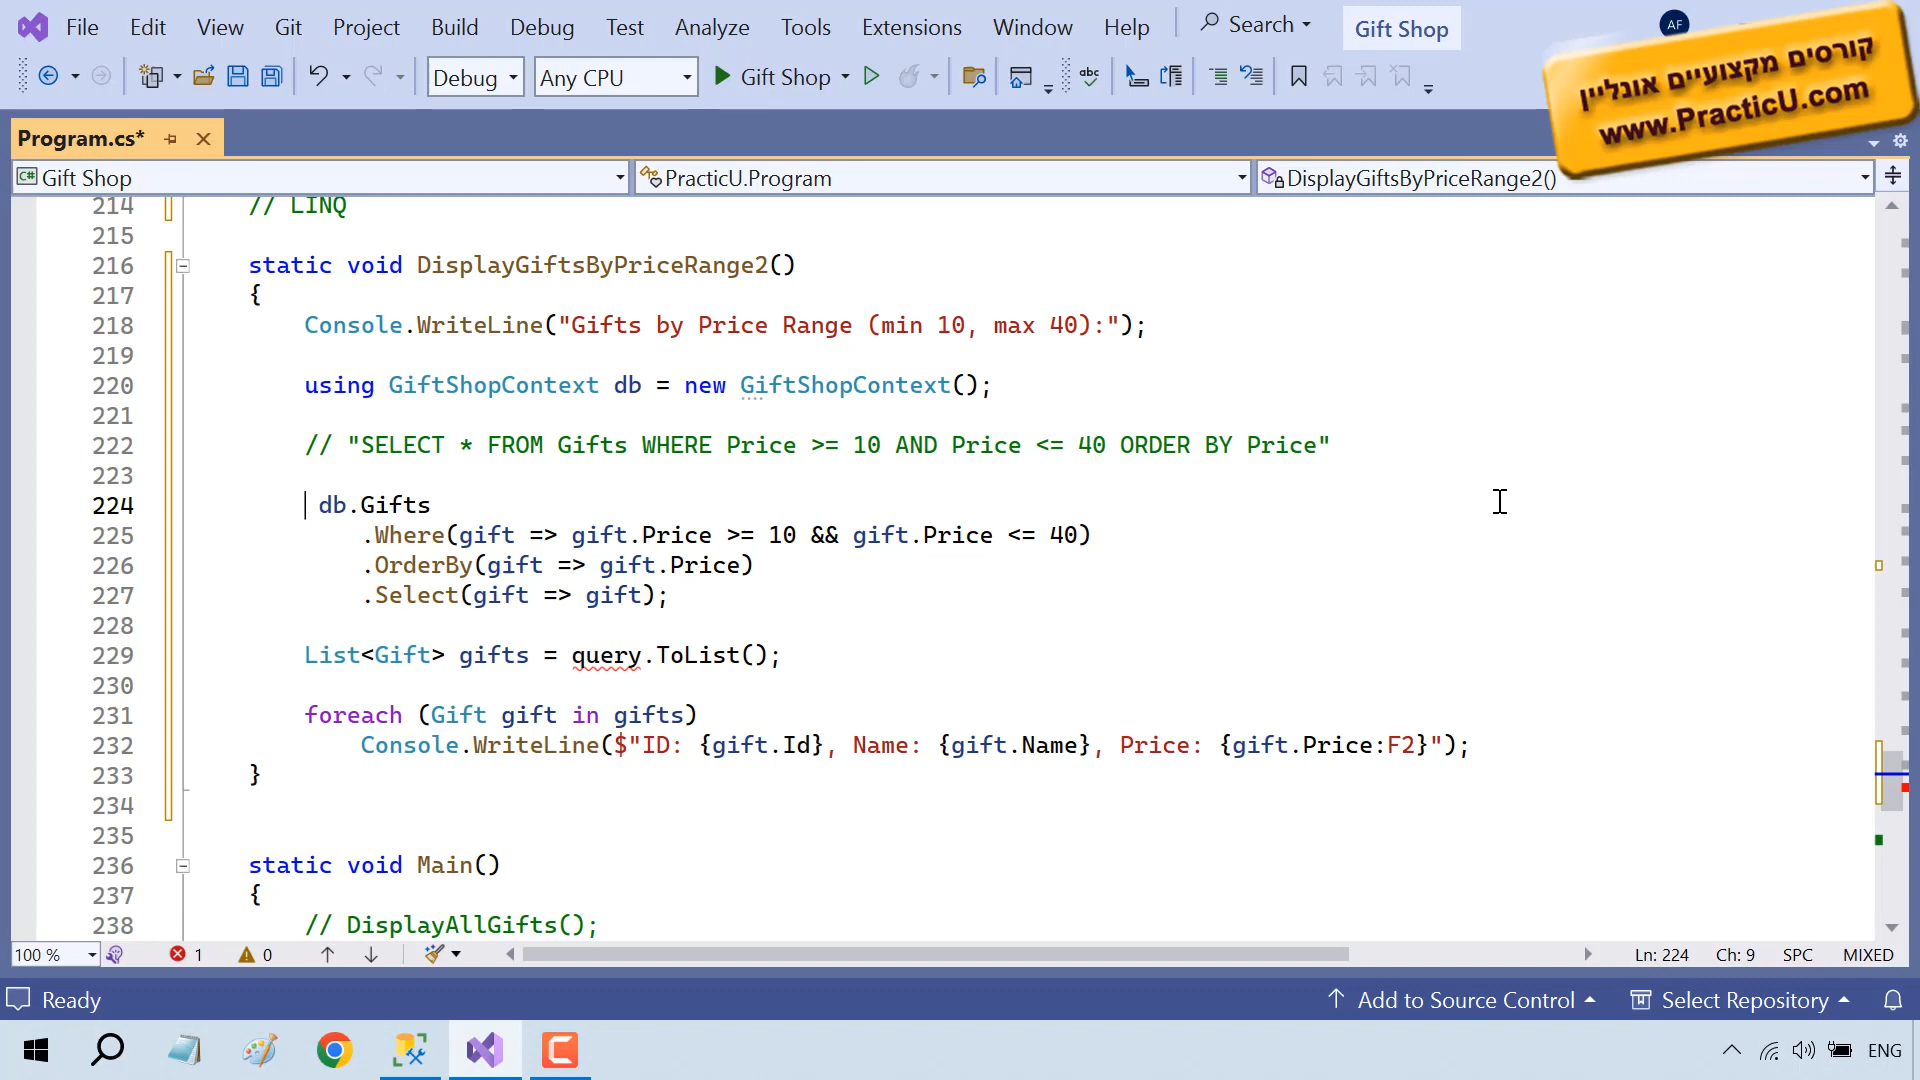 File Edit View Git Project Build Debug Test Analyze Tools Extensions Window Help Search Gift Shop AF
Debug Any CPU Gift Shop abc
קורסים מקצועיים אונליין
www.PracticU.com
Program.cs*
C# Gift Shop PracticU.Program DisplayGiftsByPriceRange2()
214 // LINQ
215
216 static void DisplayGiftsByPriceRange2()
217 {
218 Console.WriteLine("Gifts by Price Range (min 10, max 40):");
219
220 using GiftShopContext db = new GiftShopContext();
221
222 // "SELECT * FROM Gifts WHERE Price >= 10 AND Price <= 40 ORDER BY Price"
223
224 db.Gifts
225 .Where(gift => gift.Price >= 10 && gift.Price <= 40)
226 .OrderBy(gift => gift.Price)
227 .Select(gift => gift);
228
229 List<Gift> gifts = query.ToList();
230
231 foreach (Gift gift in gifts)
232 Console.WriteLine($"ID: {gift.Id}, Name: {gift.Name}, Price: {gift.Price:F2}");
233 }
234
235
236 static void Main()
237 {
238 // DisplayAllGifts();
100 % 1 0 Ln: 224 Ch: 9 SPC MIXED
Ready Add to Source Control Select Repository
ENG